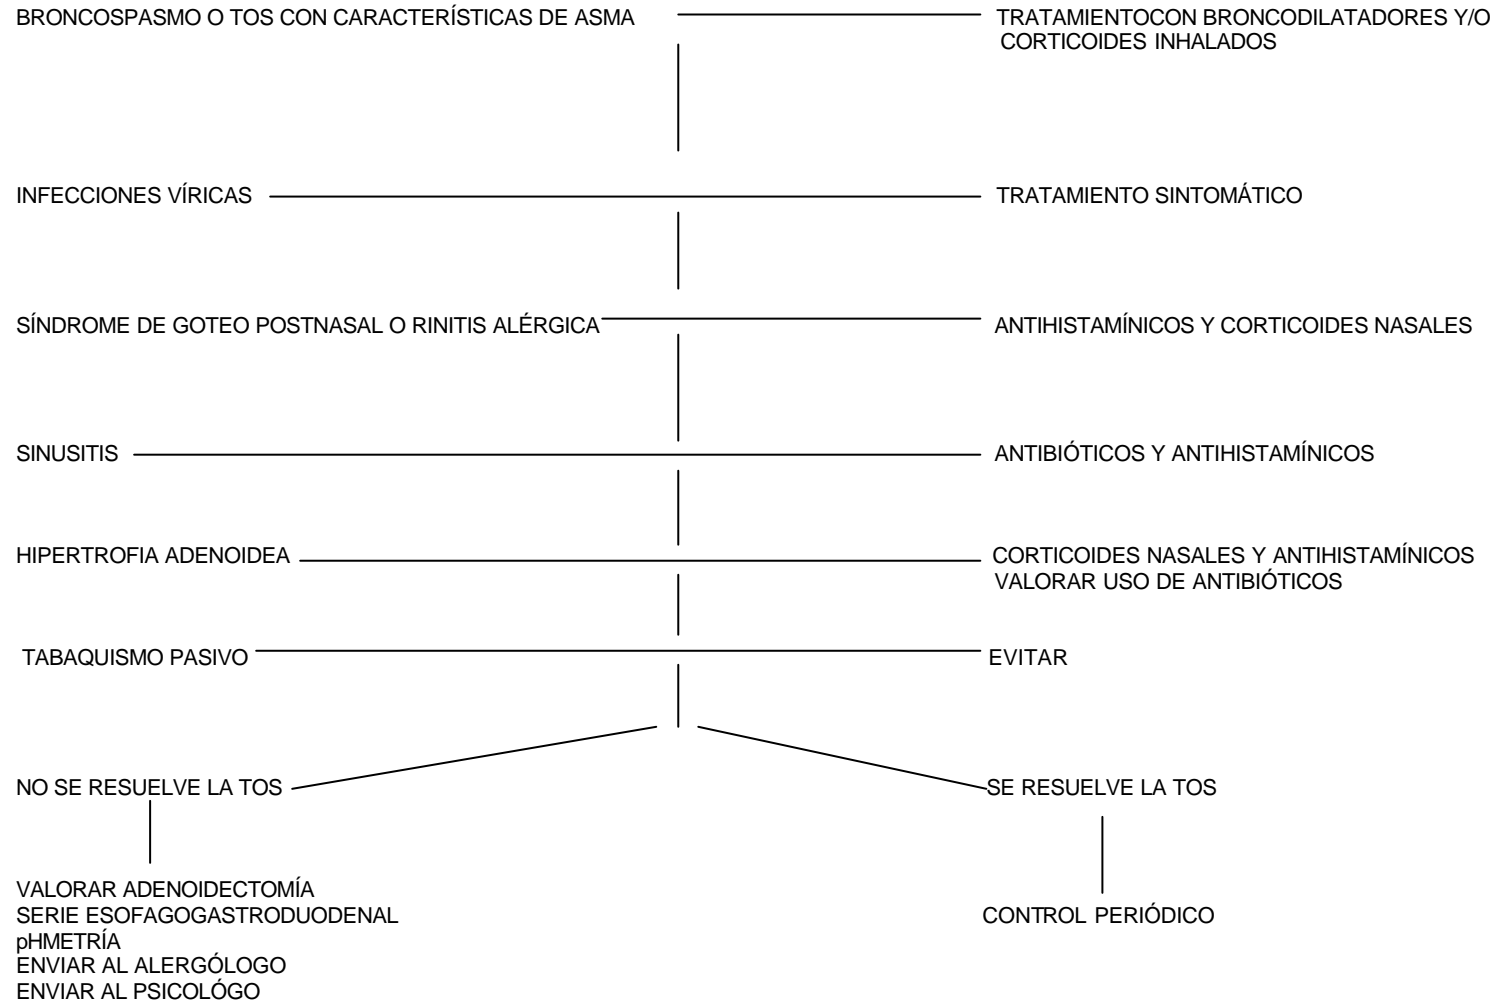 BRONCOSPASMO O TOS CON CARACTERÍSTICAS DE ASMA
TRATAMIENTOCON BRONCODILATADORES Y/O
CORTICOIDES INHALADOS
INFECCIONES VÍRICAS
TRATAMIENTO SINTOMÁTICO
SÍNDROME DE GOTEO POSTNASAL O RINITIS ALÉRGICA
ANTIHISTAMÍNICOS Y CORTICOIDES NASALES
SINUSITIS
ANTIBIÓTICOS Y ANTIHISTAMÍNICOS
HIPERTROFIA ADENOIDEA
CORTICOIDES NASALES Y ANTIHISTAMÍNICOS
VALORAR USO DE ANTIBIÓTICOS
TABAQUISMO PASIVO
EVITAR
NO SE RESUELVE LA TOS
SE RESUELVE LA TOS
VALORAR ADENOIDECTOMÍA
SERIE ESOFAGOGASTRODUODENAL
pHMETRÍA
ENVIAR AL ALERGÓLOGO
ENVIAR AL PSICOLÓGO
CONTROL PERIÓDICO